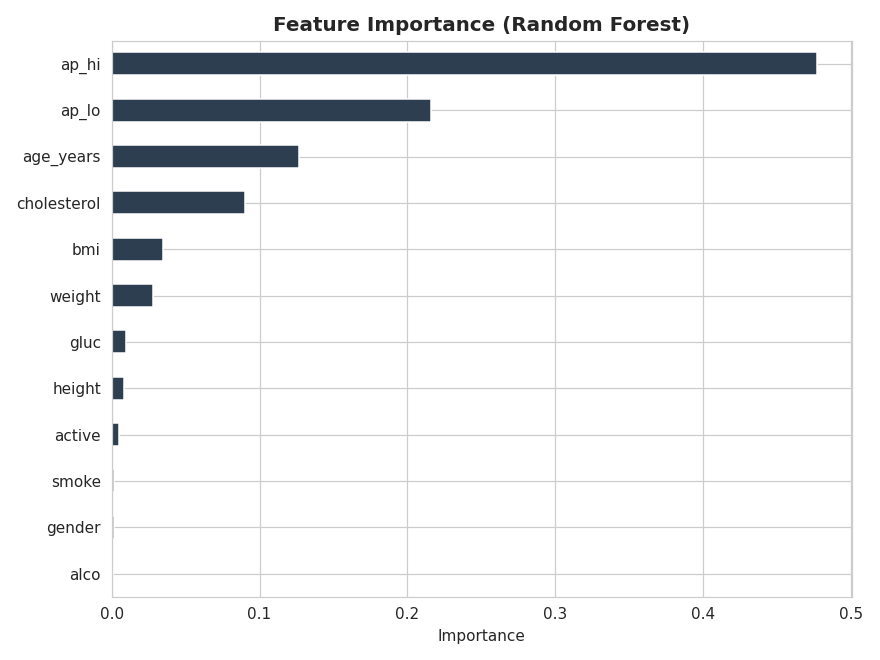 Feature Importance (Random Forest)
ap_hi
ap_lo
age_years
cholesterol
bmi
weight
gluc
height
active
smoke
gender
alco
0.0 0.1 0.2 0.3 0.4 0.5
Importance